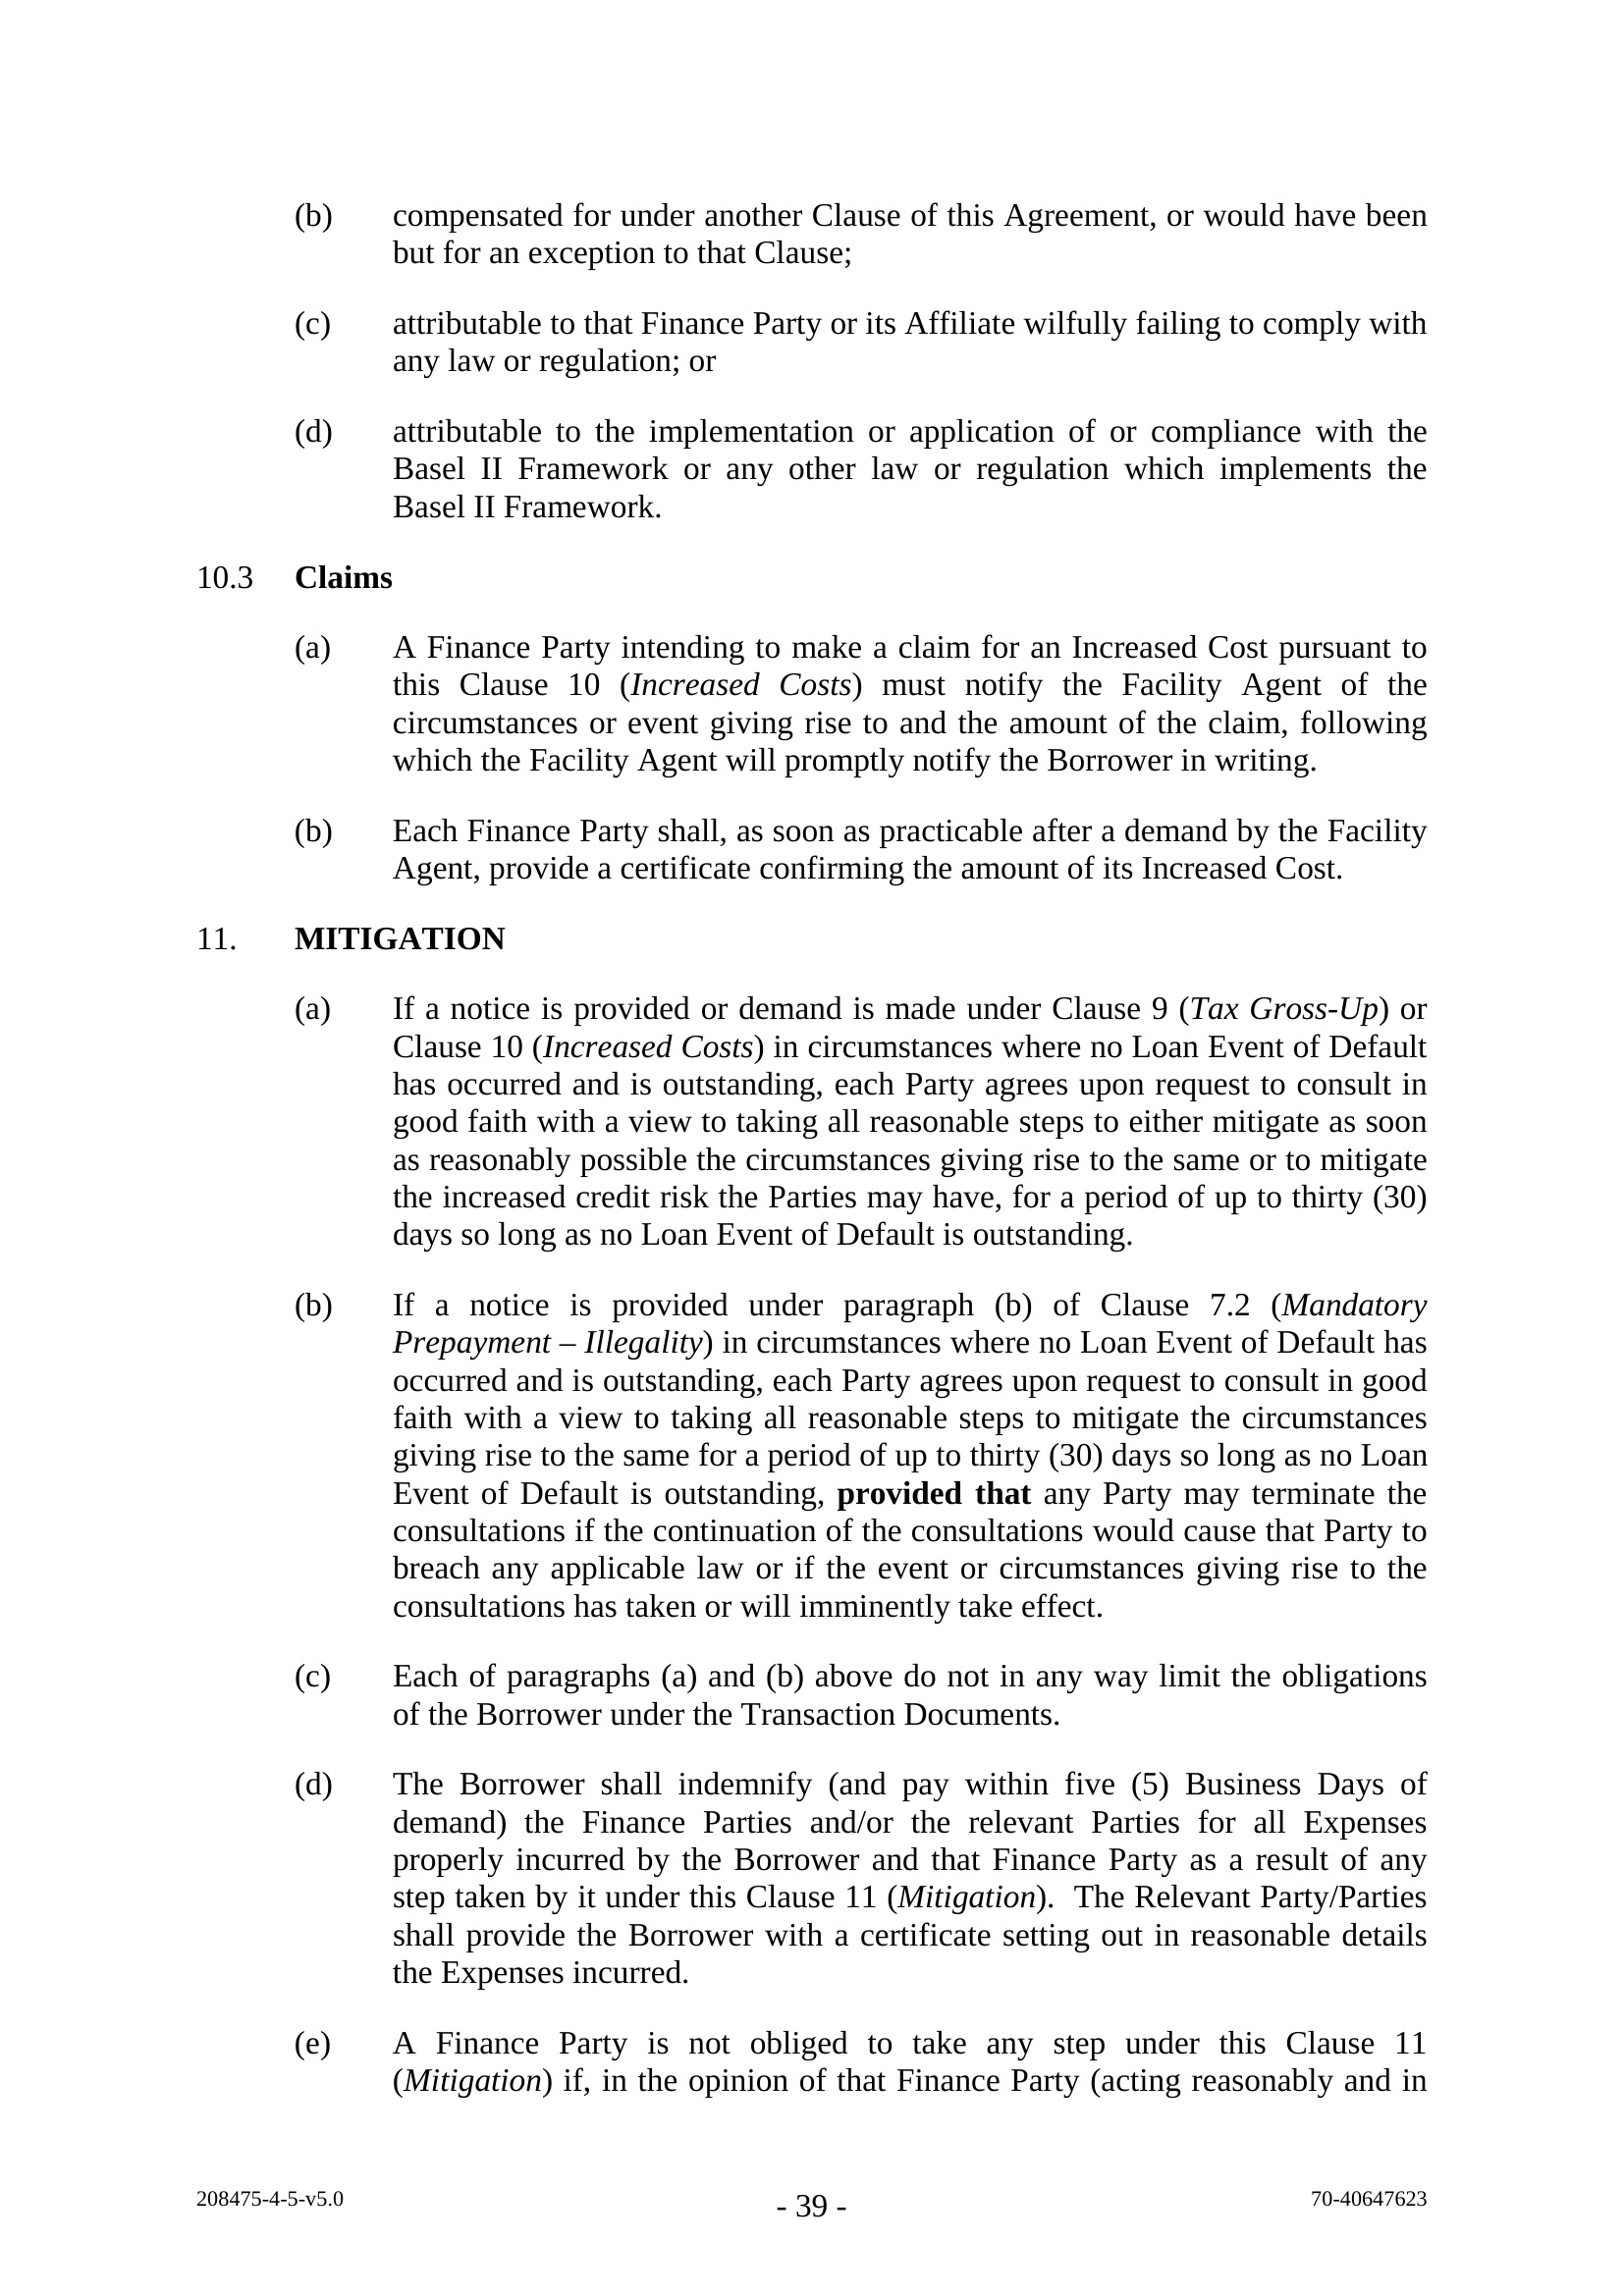 (b) compensated for under another Clause of this Agreement, or would have been
but for an exception to that Clause;
(c) attributable to that Finance Party or its Affiliate wilfully failing to comply with
any law or regulation; or
(d) attributable to the implementation or application of or compliance with the
Basel II Framework or any other law or regulation which implements the
Basel II Framework.
10.3 Claims
(a) A Finance Party intending to make a claim for an Increased Cost pursuant to
this Clause 10 (Increased Costs) must notify the Facility Agent of the
circumstances or event giving rise to and the amount of the claim, following
which the Facility Agent will promptly notify the Borrower in writing.
(b) Each Finance Party shall, as soon as practicable after a demand by the Facility
Agent, provide a certificate confirming the amount of its Increased Cost.
11. MITIGATION
(a) If a notice is provided or demand is made under Clause 9 (Tax Gross-Up) or
Clause 10 (Increased Costs) in circumstances where no Loan Event of Default
has occurred and is outstanding, each Party agrees upon request to consult in
good faith with a view to taking all reasonable steps to either mitigate as soon
as reasonably possible the circumstances giving rise to the same or to mitigate
the increased credit risk the Parties may have, for a period of up to thirty (30)
days so long as no Loan Event of Default is outstanding.
(b) If a notice is provided under paragraph (b) of Clause 7.2 (Mandatory
Prepayment – Illegality) in circumstances where no Loan Event of Default has
occurred and is outstanding, each Party agrees upon request to consult in good
faith with a view to taking all reasonable steps to mitigate the circumstances
giving rise to the same for a period of up to thirty (30) days so long as no Loan
Event of Default is outstanding, provided that any Party may terminate the
consultations if the continuation of the consultations would cause that Party to
breach any applicable law or if the event or circumstances giving rise to the
consultations has taken or will imminently take effect.
(c) Each of paragraphs (a) and (b) above do not in any way limit the obligations
of the Borrower under the Transaction Documents.
(d) The Borrower shall indemnify (and pay within five (5) Business Days of
demand) the Finance Parties and/or the relevant Parties for all Expenses
properly incurred by the Borrower and that Finance Party as a result of any
step taken by it under this Clause 11 (Mitigation). The Relevant Party/Parties
shall provide the Borrower with a certificate setting out in reasonable details
the Expenses incurred.
(e) A Finance Party is not obliged to take any step under this Clause 11
(Mitigation) if, in the opinion of that Finance Party (acting reasonably and in
208475-4-5-v5.0 - 39 - 70-40647623